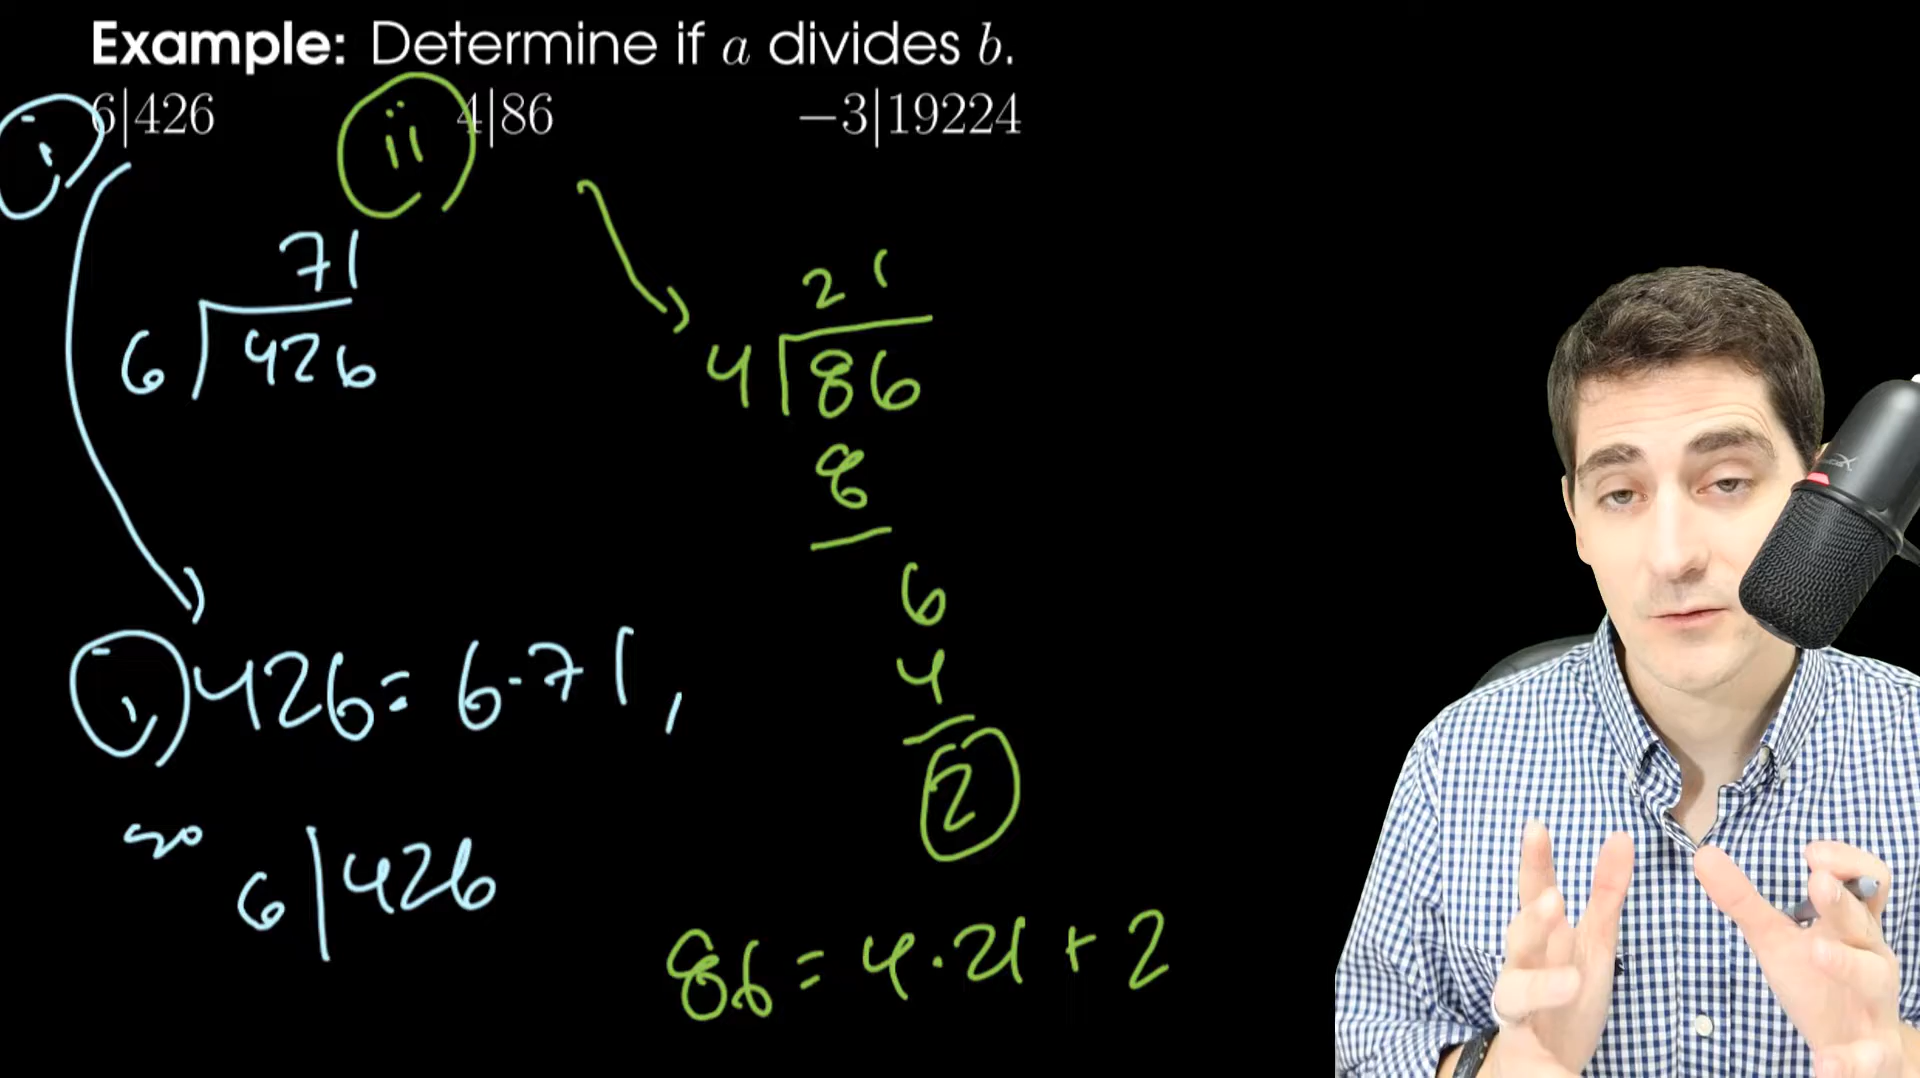 Example: Determine if a divides b.
i 6|426
ii 4|86
−3|19224
71
6 426
21
4 86
8
6
4
2
i 426 = 6·71,
so 6|426
86 = 4·21 + 2